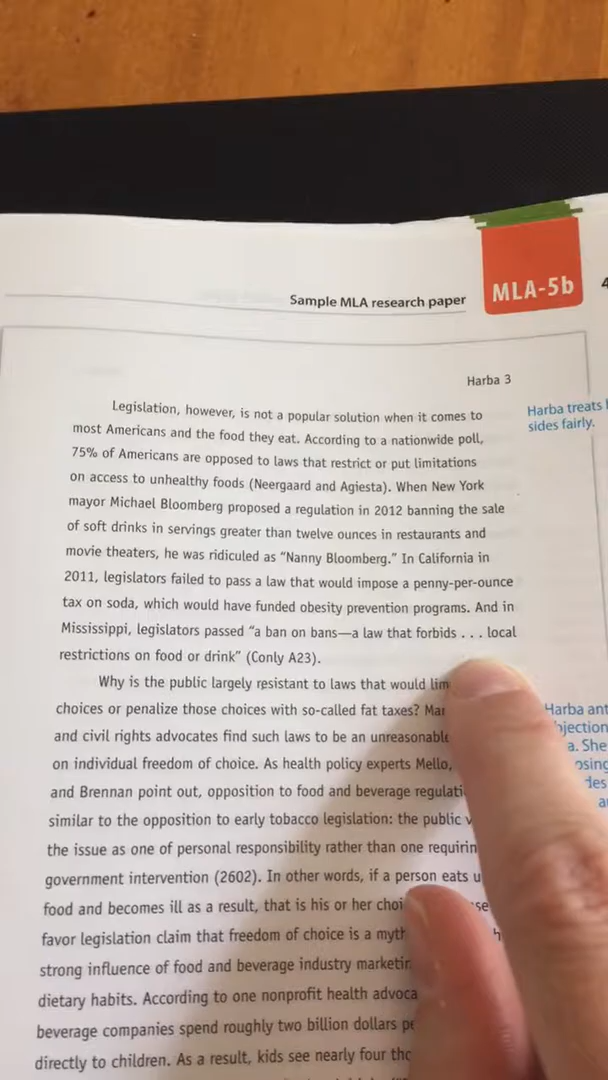 Sample MLA research paper
MLA-5b
4
Harba 3
Legislation, however, is not a popular solution when it comes to
most Americans and the food they eat. According to a nationwide poll,
75% of Americans are opposed to laws that restrict or put limitations
on access to unhealthy foods (Neergaard and Agiesta). When New York
mayor Michael Bloomberg proposed a regulation in 2012 banning the sale
of soft drinks in servings greater than twelve ounces in restaurants and
movie theaters, he was ridiculed as “Nanny Bloomberg.” In California in
2011, legislators failed to pass a law that would impose a penny-per-ounce
tax on soda, which would have funded obesity prevention programs. And in
Mississippi, legislators passed “a ban on bans—a law that forbids . . . local
restrictions on food or drink” (Conly A23).
Why is the public largely resistant to laws that would
choices or penalize those choices with so-called fat taxes?
and civil rights advocates find such laws to be an
on individual freedom of choice. As health policy experts Mello,
and Brennan point out, opposition to food and beverage
similar to the opposition to early tobacco legislation: the public
the issue as one of personal responsibility rather than one
government intervention (2602). In other words, if a person eats
food and becomes ill as a result, that is his or her
favor legislation claim that freedom of choice is a
strong influence of food and beverage industry
dietary habits. According to one nonprofit health
beverage companies spend roughly two billion dollars
directly to children. As a result, kids see nearly four
Harba treats
sides fairly.
Harba
She